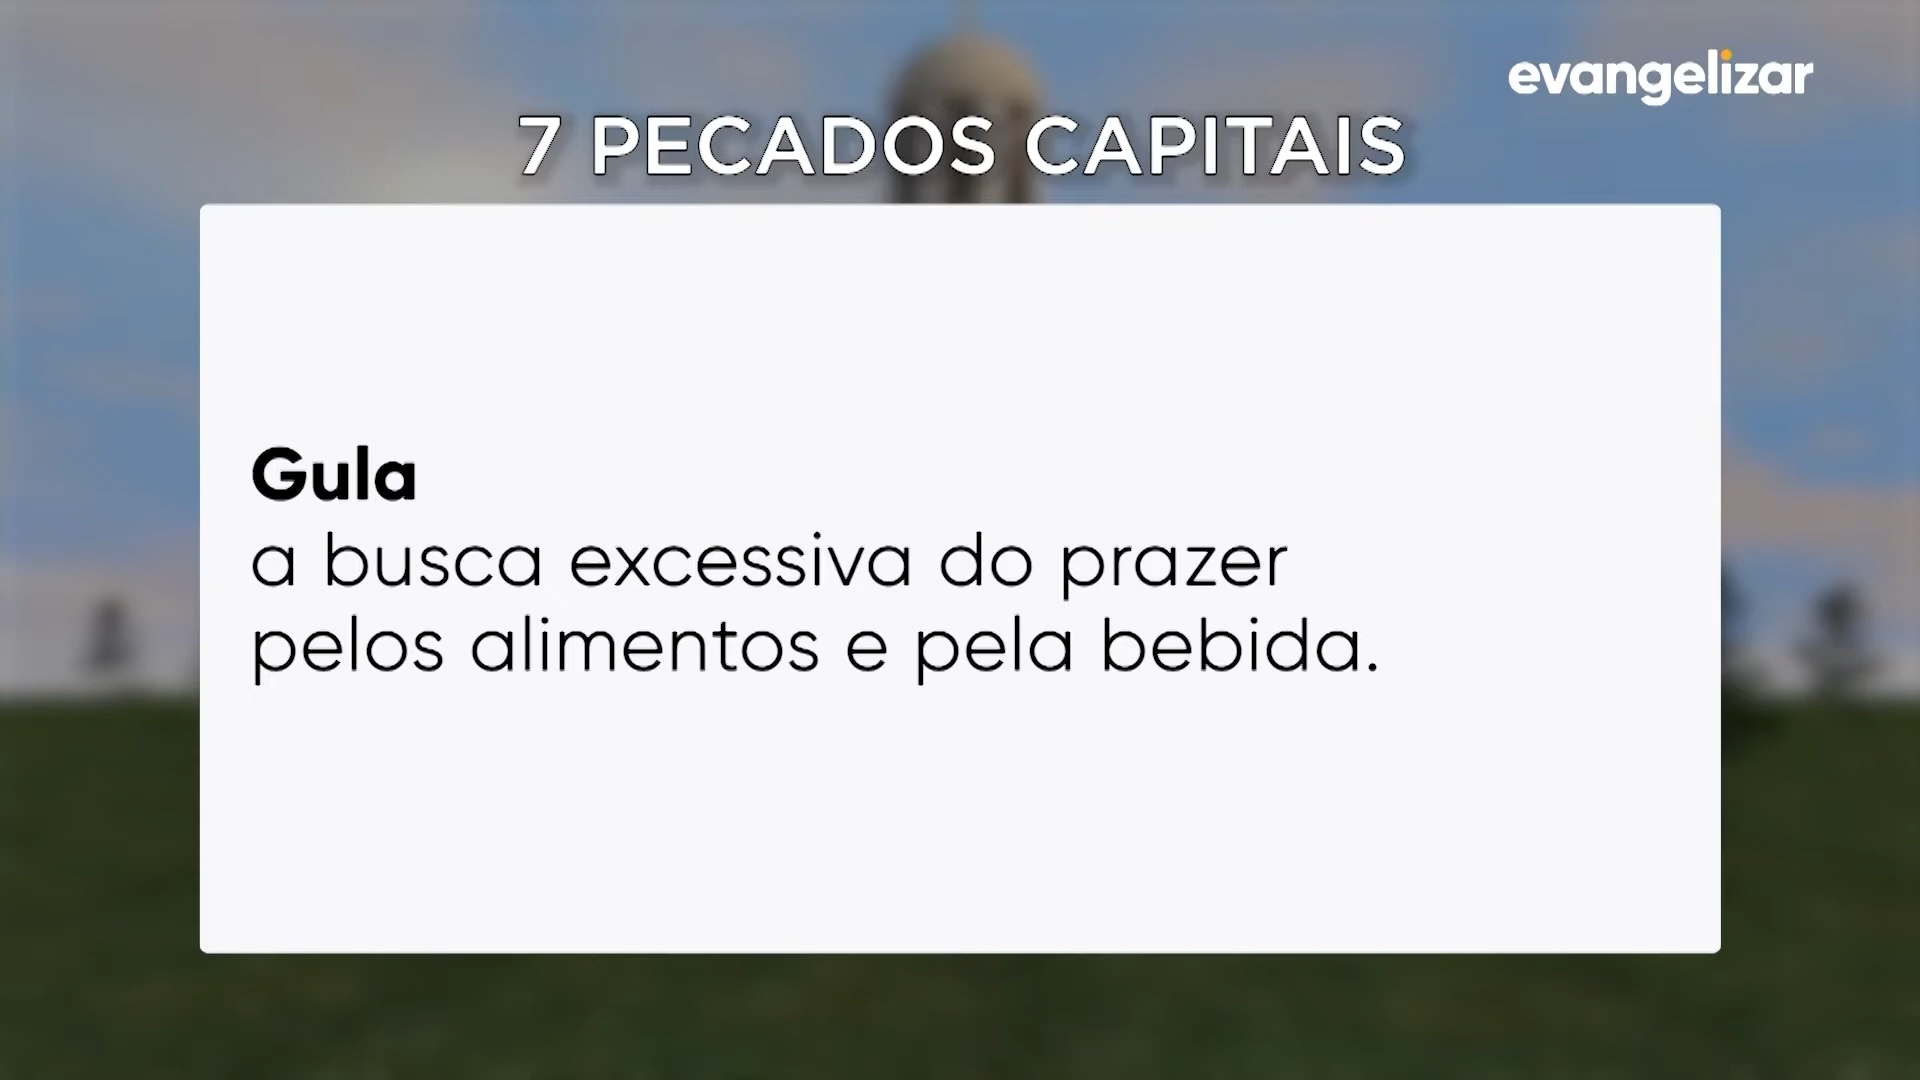 evangelizar
7 PECADOS CAPITAIS
Gula
a busca excessiva do prazer
pelos alimentos e pela bebida.